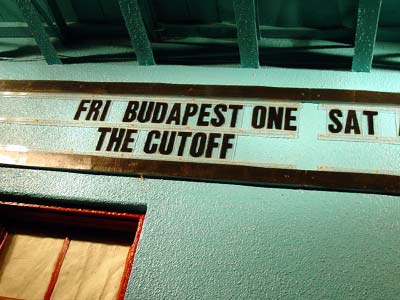 FRI BUDAPEST ONE SAT
THE CUTOFF